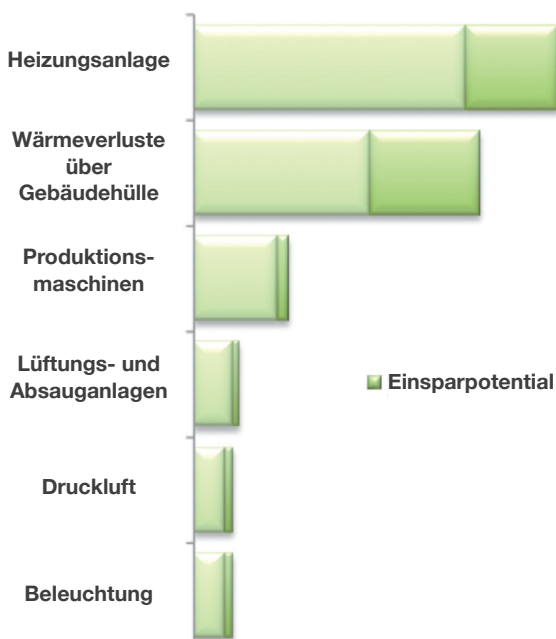 Heizungsanlage
Wärmeverluste
über
Gebäudehülle
Produktions-
maschinen
Lüftungs- und
Absauganlagen
Einsparpotential
Druckluft
Beleuchtung